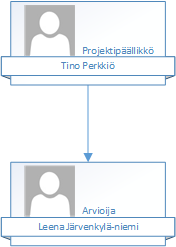 Projektipäällikkö
Tino Perkkiö
Arvioija
Leena Järvenkylä-niemi